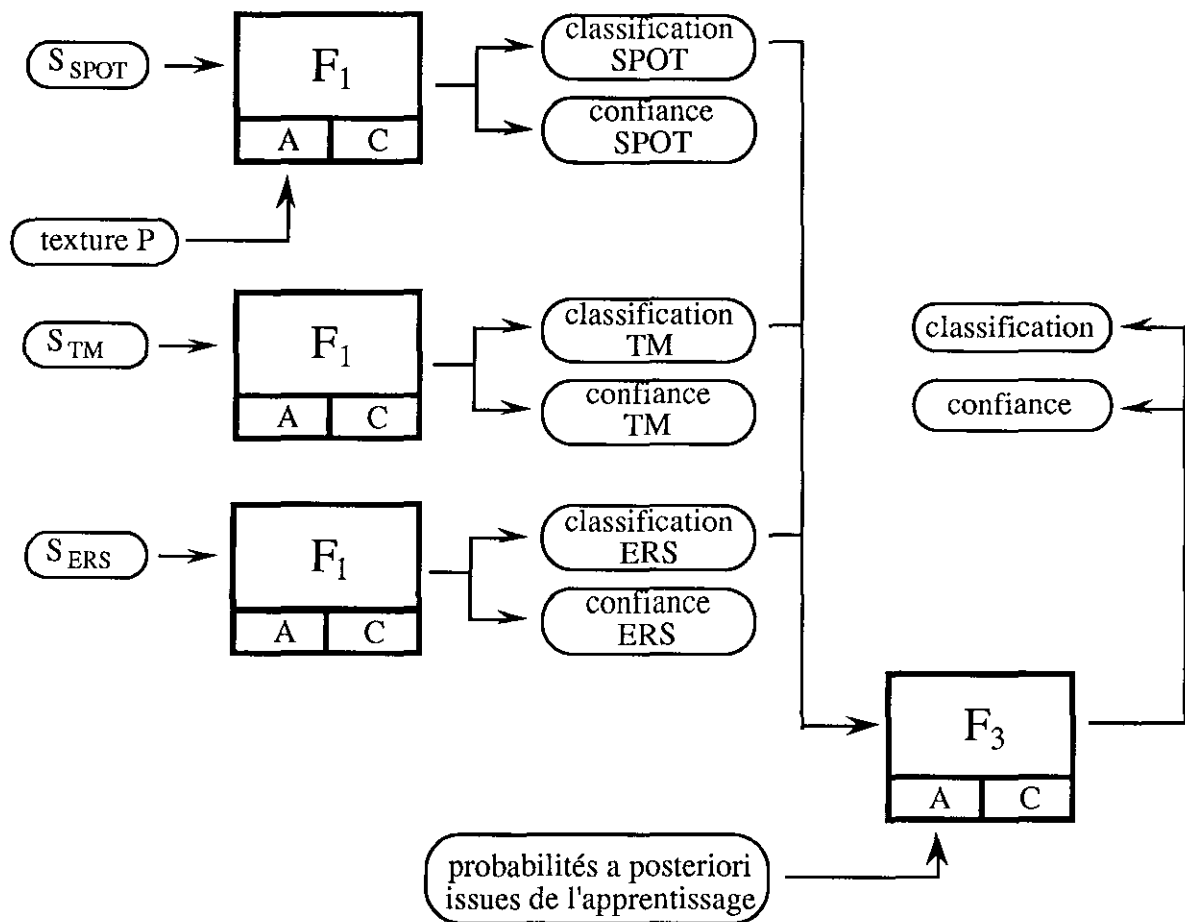 S SPOT
F1
A
C
classification
SPOT
confiance
SPOT
texture P
S TM
F1
A
C
classification
TM
confiance
TM
classification
confiance
S ERS
F1
A
C
classification
ERS
confiance
ERS
F3
A
C
probabilités a posteriori
issues de l'apprentissage